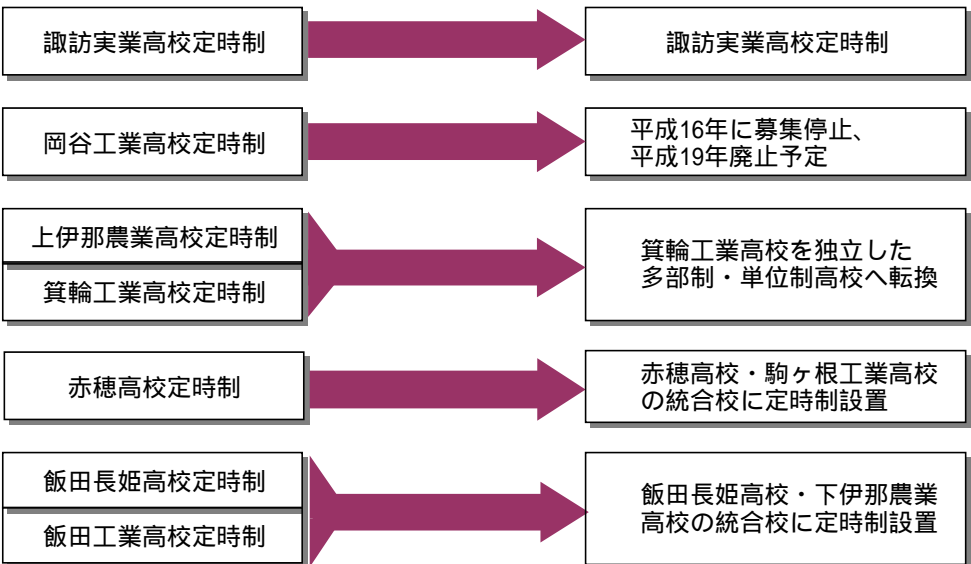 諏訪実業高校定時制
諏訪実業高校定時制
岡谷工業高校定時制
平成16年に募集停止、
平成19年廃止予定
上伊那農業高校定時制
箕輪工業高校定時制
箕輪工業高校を独立した
多部制・単位制高校へ転換
赤穂高校定時制
赤穂高校・駒ヶ根工業高校
の統合校に定時制設置
飯田長姫高校定時制
飯田工業高校定時制
飯田長姫高校・下伊那農業
高校の統合校に定時制設置